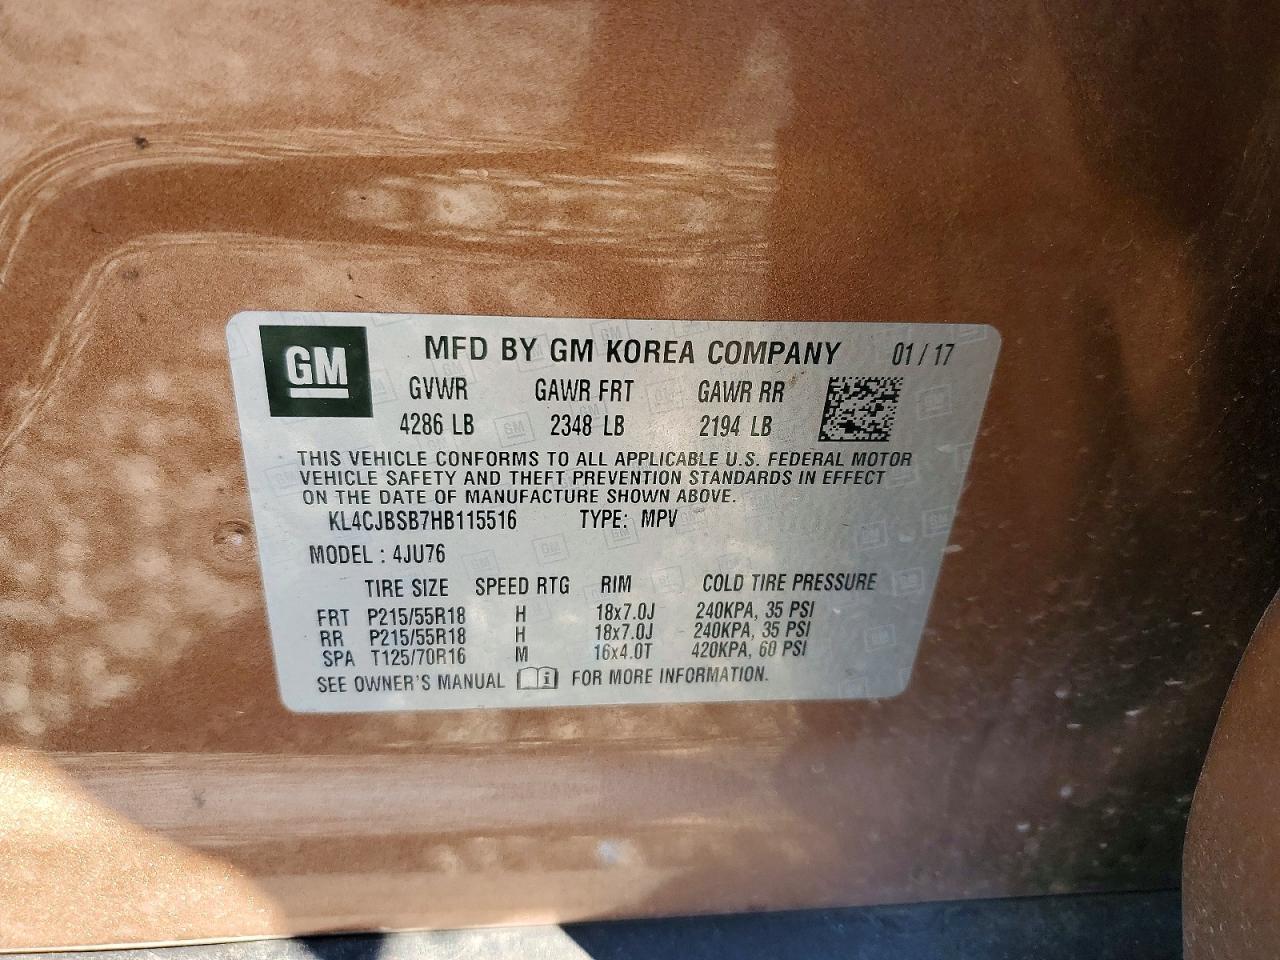 GM
MFD BY GM KOREA COMPANY 01 / 17
GVWR GAWR FRT GAWR RR
4286 LB 2348 LB 2194 LB
THIS VEHICLE CONFORMS TO ALL APPLICABLE U.S. FEDERAL MOTOR
VEHICLE SAFETY AND THEFT PREVENTION STANDARDS IN EFFECT
ON THE DATE OF MANUFACTURE SHOWN ABOVE.
KL4CJBSB7HB115516 TYPE: MPV
MODEL : 4JU76
TIRE SIZE SPEED RTG RIM COLD TIRE PRESSURE
FRT P215/55R18 H 18x7.0J 240KPA, 35 PSI
RR P215/55R18 H 18x7.0J 240KPA, 35 PSI
SPA T125/70R16 M 16x4.0T 420KPA, 60 PSI
SEE OWNER'S MANUAL i FOR MORE INFORMATION.